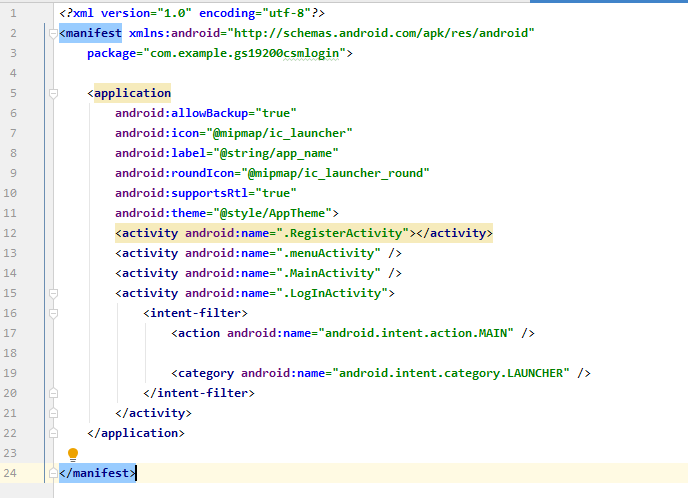 1 <?xml version="1.0" encoding="utf-8"?>
2 <manifest xmlns:android="http://schemas.android.com/apk/res/android"
3     package="com.example.gs19200csmlogin">
4
5     <application
6         android:allowBackup="true"
7         android:icon="@mipmap/ic_launcher"
8         android:label="@string/app_name"
9         android:roundIcon="@mipmap/ic_launcher_round"
10         android:supportsRtl="true"
11         android:theme="@style/AppTheme">
12         <activity android:name=".RegisterActivity"></activity>
13         <activity android:name=".menuActivity" />
14         <activity android:name=".MainActivity" />
15         <activity android:name=".LogInActivity">
16             <intent-filter>
17                 <action android:name="android.intent.action.MAIN" />
18
19                 <category android:name="android.intent.category.LAUNCHER" />
20             </intent-filter>
21         </activity>
22     </application>
23
24 </manifest>